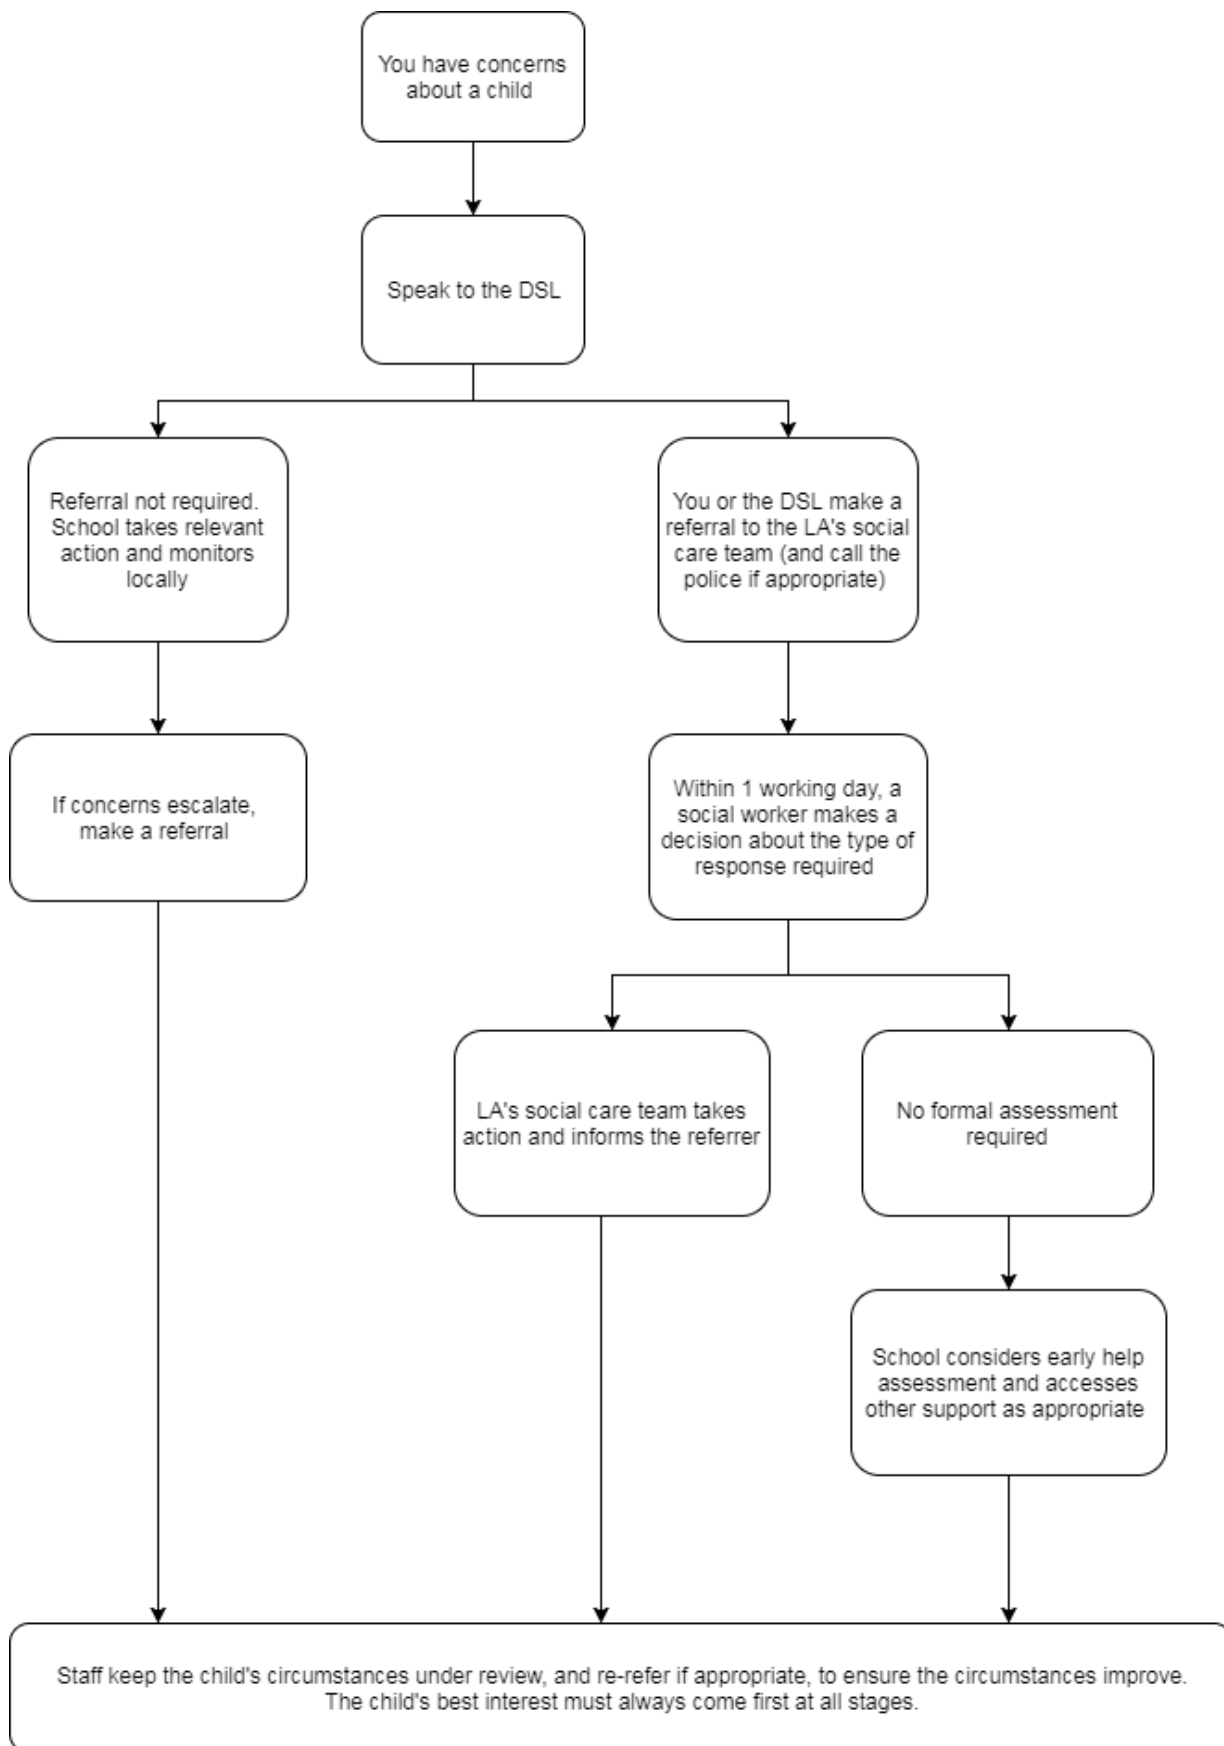 You have concerns
about a child
Speak to the DSL
Referral not required.
School takes relevant
action and monitors
locally
You or the DSL make a
referral to the LA's social
care team (and call the
police if appropriate)
If concerns escalate,
make a referral
Within 1 working day, a
social worker makes a
decision about the type of
response required
LA's social care team takes
action and informs the referrer
No formal assessment
required
School considers early help
assessment and accesses
other support as appropriate
Staff keep the child's circumstances under review, and re-refer if appropriate, to ensure the circumstances improve.
The child's best interest must always come first at all stages.